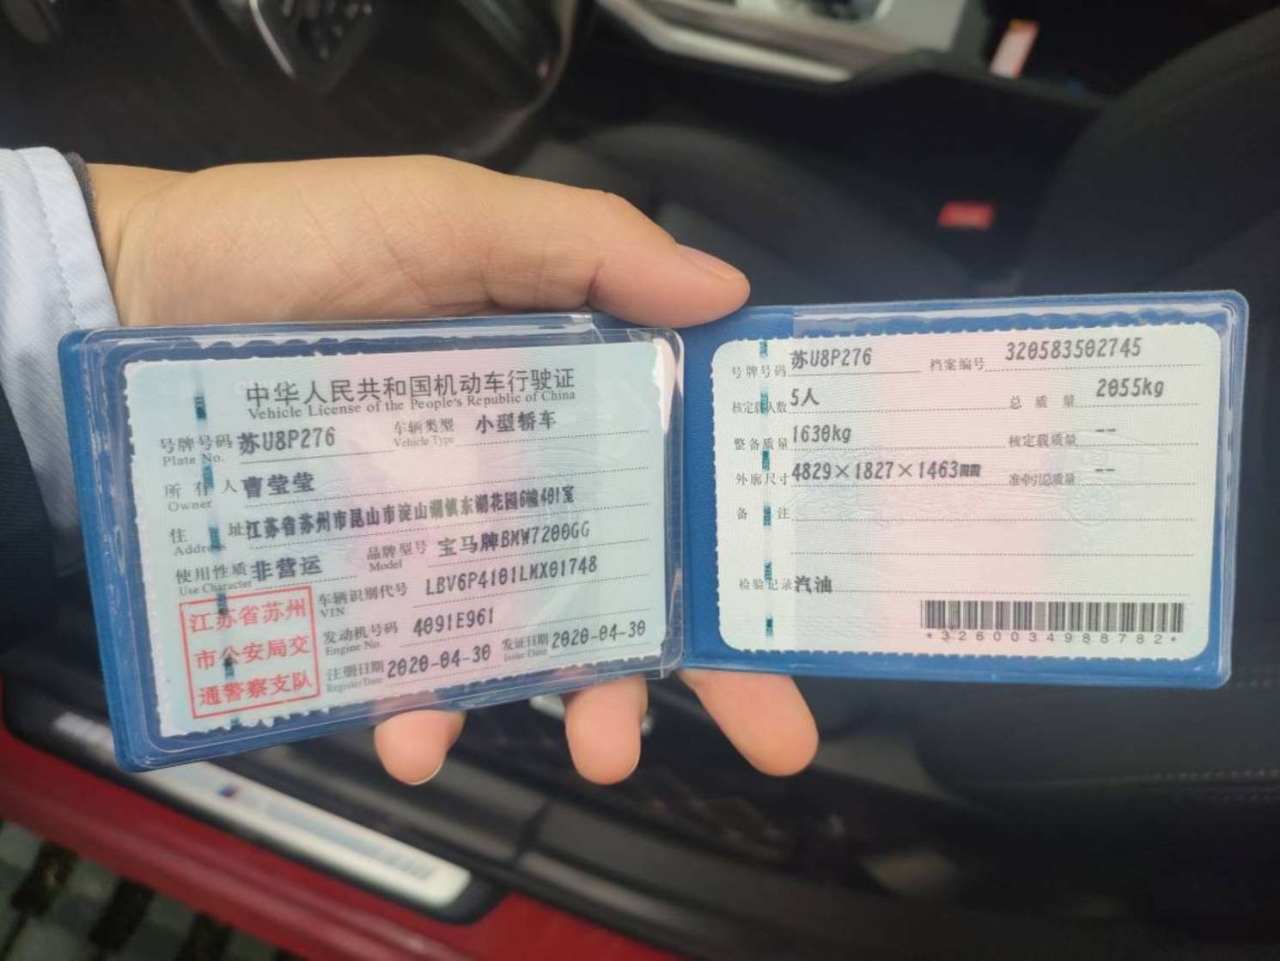 中华人民共和国机动车行驶证
Vehicle License of the People's Republic of China
号牌号码 苏U8P276 车辆类型 小型轿车
Plate No. Vehicle Type
所有人 曹莹莹
Owner
住址 江苏省苏州市昆山市淀山湖镇东湖花园6幢401室
Address
使用性质 非营运 品牌型号 宝马牌BMW7200GG
Use Character Model
江苏省苏州
市公安局交
通警察支队
车辆识别代号 LBV6P4101LMX01748
VIN
发动机号码 4091E961
Engine No.
注册日期 2020-04-30 发证日期 2020-04-30
Register Date Issue Date
号牌号码 苏U8P276 档案编号 320583502745
核定载人数 5人 总质量 2055kg
整备质量 1630kg 核定载质量 --
外廓尺寸 4829×1827×1463mm 准牵引总质量 --
备注
检验记录 汽油
*3260034988782*